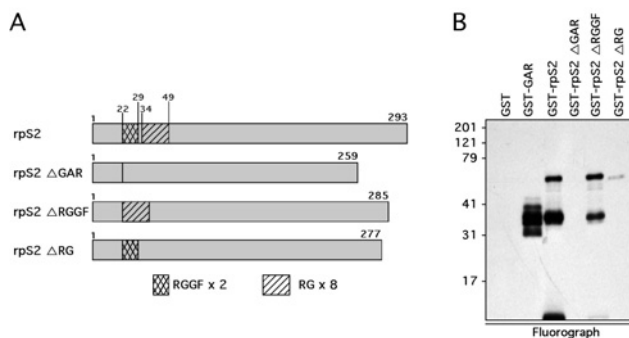 A
B
22
29
34
49
rpS2
1
293
rpS2 △GAR
1
259
rpS2 △RGGF
1
285
rpS2 △RG
1
277
RGGF x 2
RG x 8
GST
GST-GAR
GST-rpS2
GST-rpS2 △GAR
GST-rpS2 △RGGF
GST-rpS2 △RG
201
121
79
41
31
17
Fluorograph